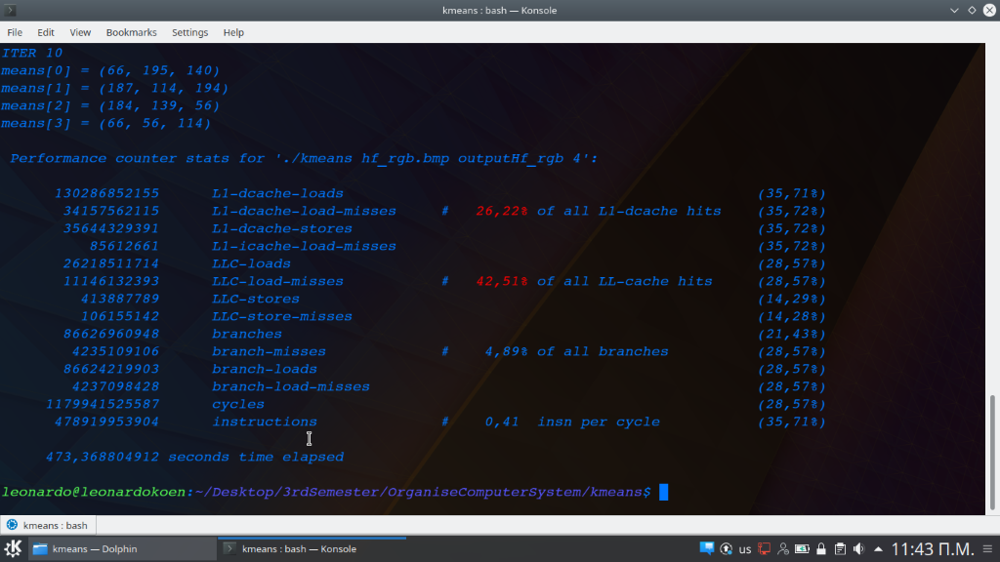 kmeans : bash — Konsole
File Edit View Bookmarks Settings Help
ITER 10
means[0] = (66, 195, 140)
means[1] = (187, 114, 194)
means[2] = (184, 139, 56)
means[3] = (66, 56, 114)
Performance counter stats for './kmeans hf_rgb.bmp outputHf_rgb 4':
130286852155 L1-dcache-loads (35,71%)
34157562115 L1-dcache-load-misses # 26,22% of all L1-dcache hits (35,72%)
35644329391 L1-dcache-stores (35,72%)
85612661 L1-icache-load-misses (35,72%)
26218511714 LLC-loads (28,57%)
11146132393 LLC-load-misses # 42,51% of all LL-cache hits (28,57%)
413887789 LLC-stores (14,29%)
106155142 LLC-store-misses (14,28%)
86626960948 branches (21,43%)
4235109106 branch-misses # 4,89% of all branches (28,57%)
86624219903 branch-loads (28,57%)
4237098428 branch-load-misses (28,57%)
1179941525587 cycles (28,57%)
478919953904 instructions # 0,41 insn per cycle (35,71%)
473,368804912 seconds time elapsed
leonardo@leonardokoen:~/Desktop/3rdSemester/OrganiseComputerSystem/kmeans$
kmeans : bash
kmeans — Dolphin kmeans : bash — Konsole us 11:43 Π.Μ.